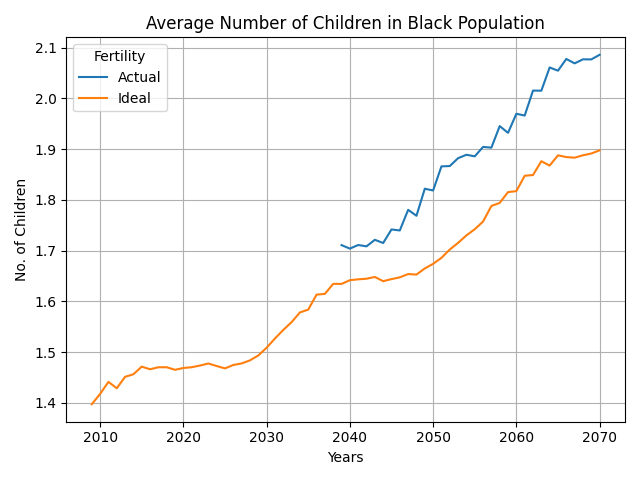 Average Number of Children in Black Population
Fertility
Actual
Ideal
No. of Children
2.1
2.0
1.9
1.8
1.7
1.6
1.5
1.4
2010 2020 2030 2040 2050 2060 2070
Years